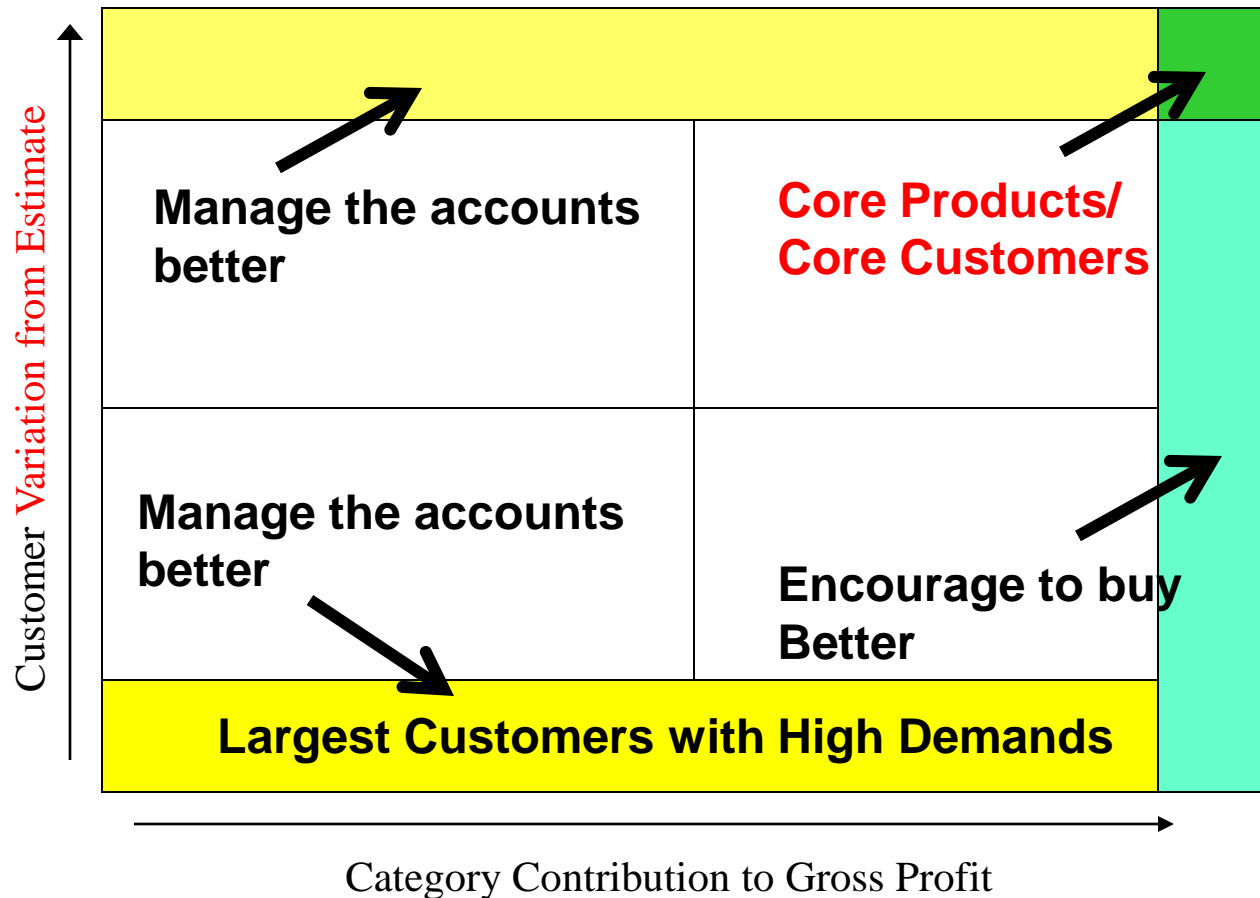 Customer Variation from Estimate
Manage the accounts
better
Core Products/
Core Customers
Manage the accounts
better
Encourage to buy
Better
Largest Customers with High Demands
Category Contribution to Gross Profit